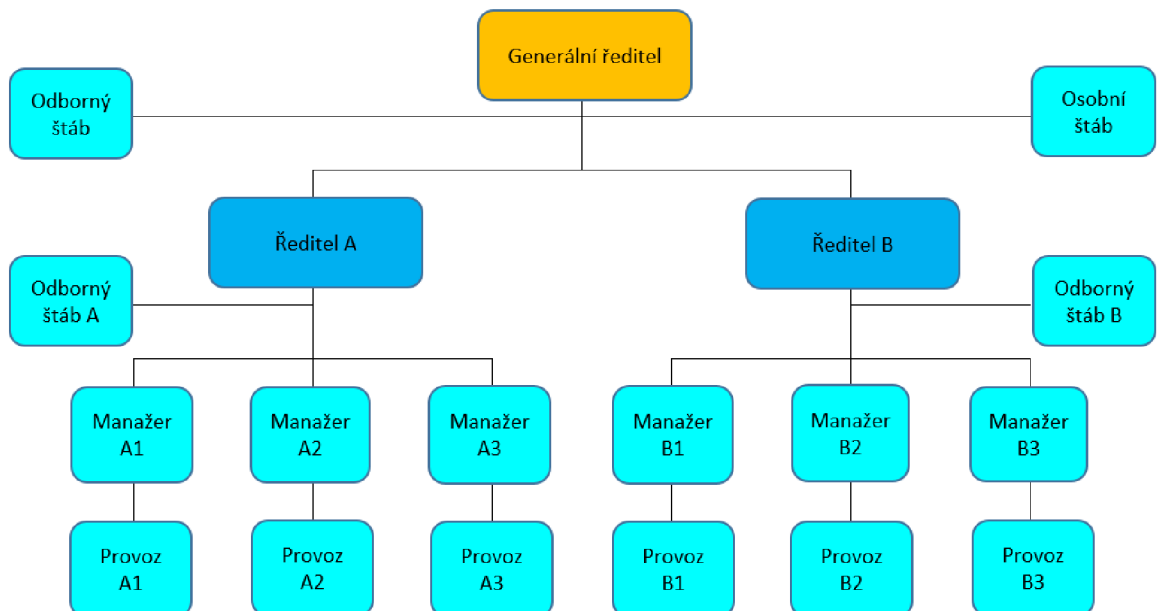 Generální ředitel
Odborný
štáb
Osobní
štáb
Ředitel A
Ředitel B
Odborný
štáb A
Odborný
štáb B
Manažer
A1
Manažer
A2
Manažer
A3
Manažer
B1
Manažer
B2
Manažer
B3
Provoz
A1
Provoz
A2
Provoz
A3
Provoz
B1
Provoz
B2
Provoz
B3